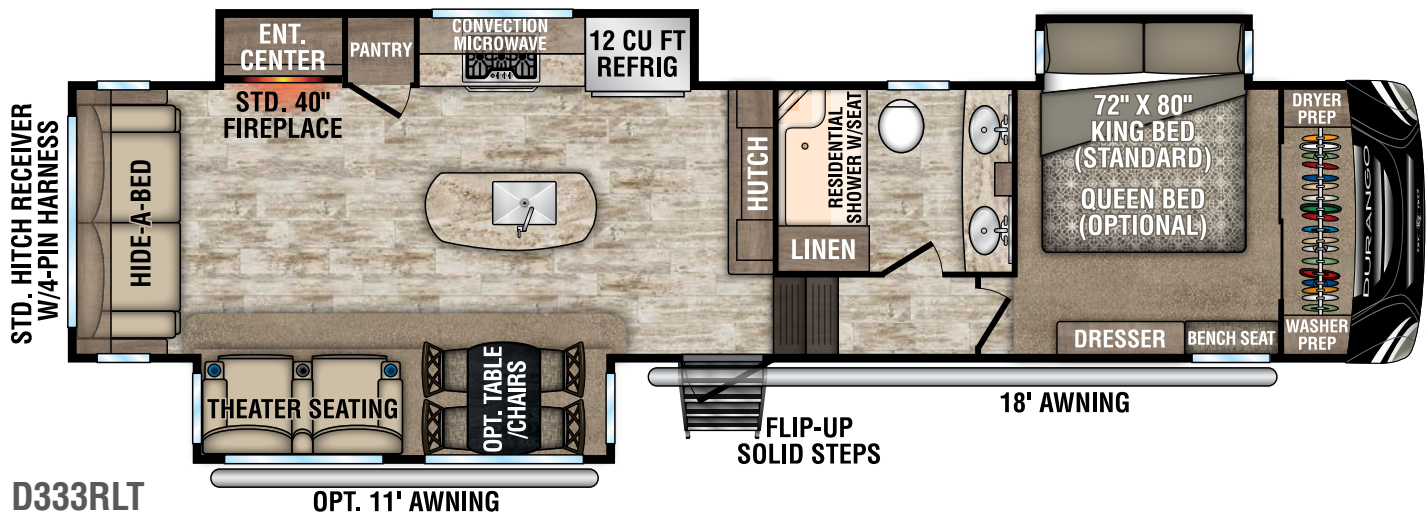 ENT.
CENTER
PANTRY
CONVECTION
MICROWAVE
12 CU FT
REFRIG
STD. 40"
FIREPLACE
STD. HITCH RECEIVER
W/4-PIN HARNESS
HIDE-A-BED
HUTCH
RESIDENTIAL
SHOWER W/SEAT
LINEN
72" X 80"
KING BED
(STANDARD)
QUEEN BED
(OPTIONAL)
DRYER
PREP
DURANGO
DRESSER
BENCH SEAT
WASHER
PREP
THEATER SEATING
OPT. TABLE
/CHAIRS
18' AWNING
FLIP-UP
SOLID STEPS
OPT. 11' AWNING
D333RLT